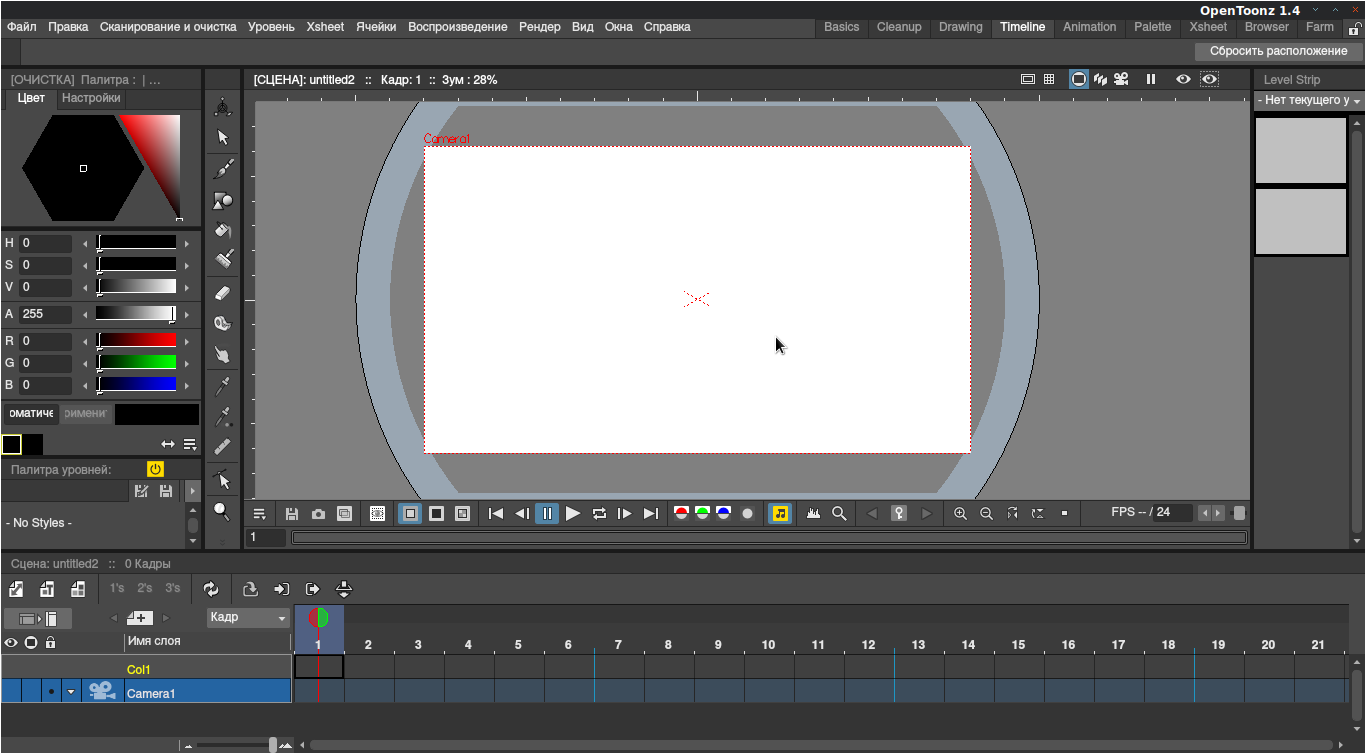 OpenToonz 1.4
Файл Правка Сканирование и очистка Уровень Xsheet Ячейки Воспроизведение Рендер Вид Окна Справка Basics Cleanup Drawing Timeline Animation Palette Xsheet Browser Farm
Сбросить расположение
[ОЧИСТКА] Палитра : | ...
[СЦЕНА]: untitled2 :: Кадр: 1 :: Зум : 28%
Level Strip
Цвет Настройки
- Нет текущего у
Camera1
H 0
S 0
V 0
A 255
R 0
G 0
B 0
оматиче римени
Палитра уровней:
- No Styles -
FPS -- / 24
1
Сцена: untitled2 :: 0 Кадры
1's 2's 3's
Кадр
Имя слоя
1 2 3 4 5 6 7 8 9 10 11 12 13 14 15 16 17 18 19 20 21
Col1
Camera1